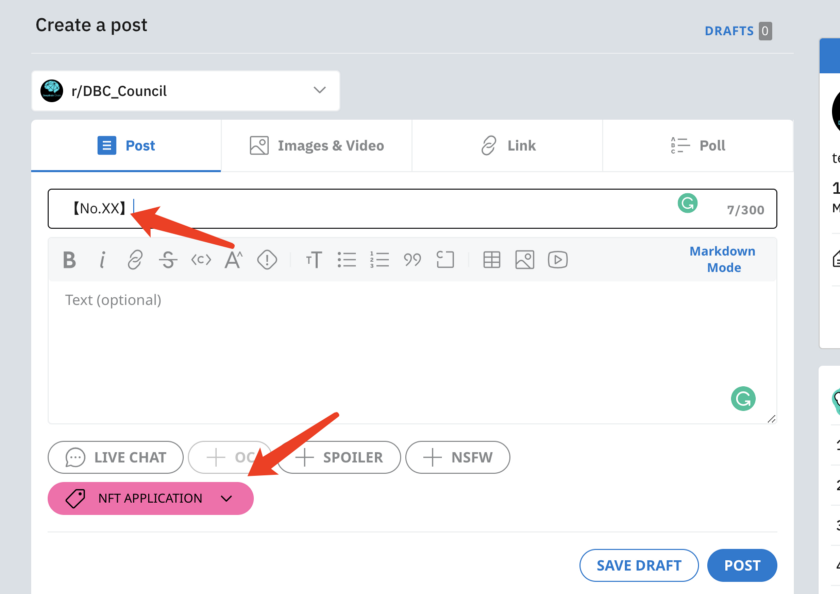 Create a post
DRAFTS 0
r/DBC_Council
Post
Images & Video
Link
Poll
【No.XX】
7/300
Markdown
Mode
Text (optional)
LIVE CHAT
OC
SPOILER
NSFW
NFT APPLICATION
SAVE DRAFT
POST